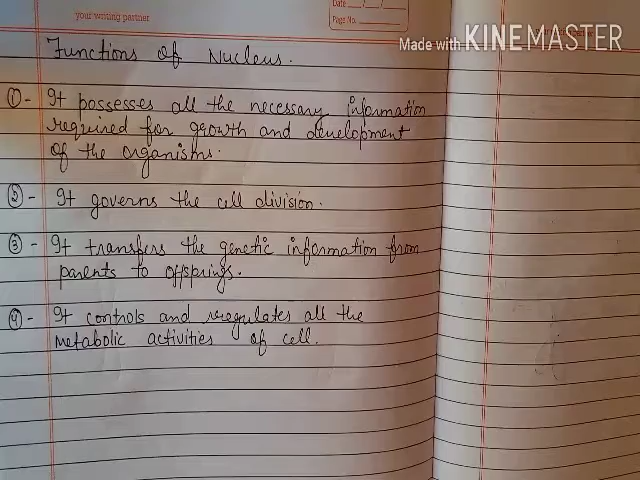 your writing partner
Date
Page No.
Made with KINEMASTER
Functions of Nucleus.
①- It possesses all the necessary information
required for growth and development
of the organisms.
②- It governs the cell division.
③- It transfers the genetic information from
parents to offsprings.
④- It controls and regulates all the
metabolic activities of cell.